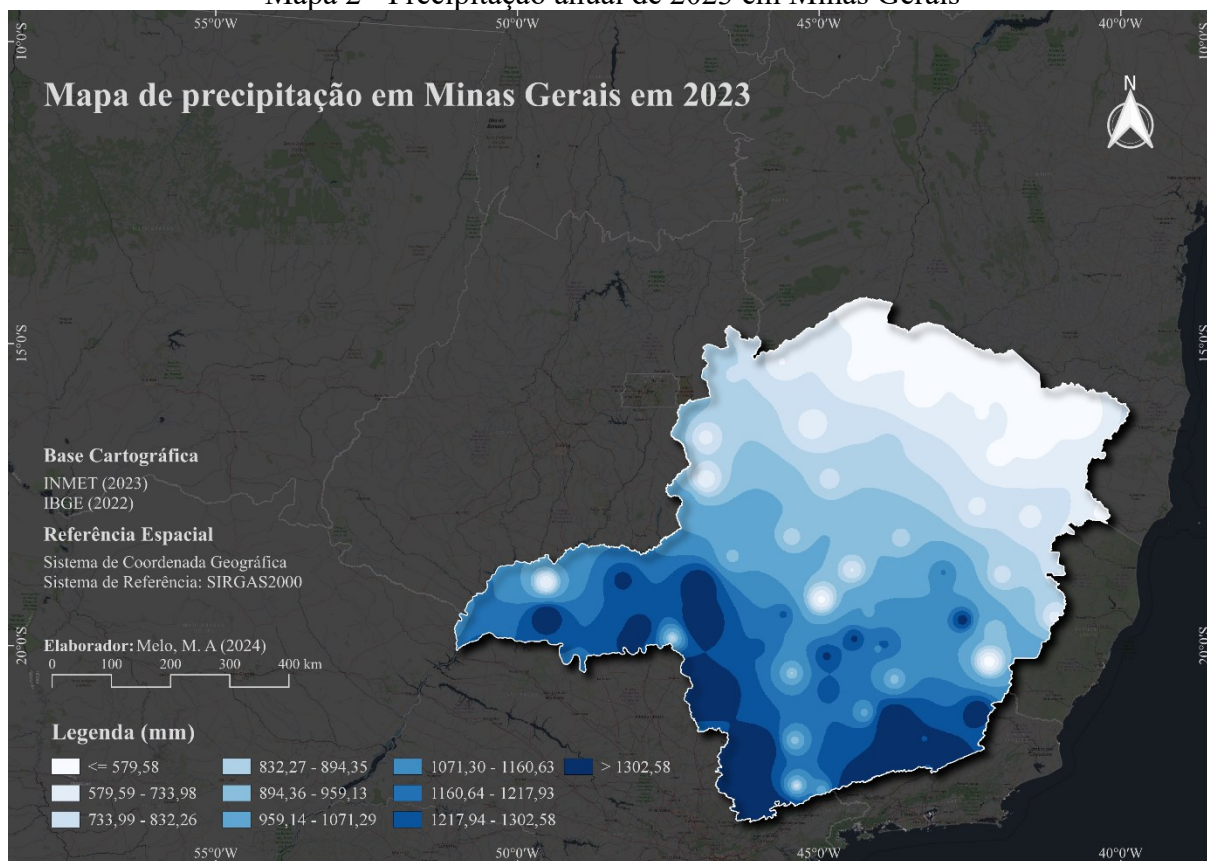 Mapa 2 - Precipitação anual de 2023 em Minas Gerais
55°0'W 50°0'W 45°0'W 40°0'W
10°0'S 10°0'S
Mapa de precipitação em Minas Gerais em 2023
N
15°0'S 15°0'S
Base Cartográfica
INMET (2023)
IBGE (2022)
Referência Espacial
Sistema de Coordenada Geográfica
Sistema de Referência: SIRGAS2000
20°0'S 20°0'S
Elaborador: Melo, M. A (2024)
0 100 200 300 400 km
Legenda (mm)
<= 579,58 832,27 - 894,35 1071,30 - 1160,63 > 1302,58
579,59 - 733,98 894,36 - 959,13 1160,64 - 1217,93
733,99 - 832,26 959,14 - 1071,29 1217,94 - 1302,58
55°0'W 50°0'W 45°0'W 40°0'W